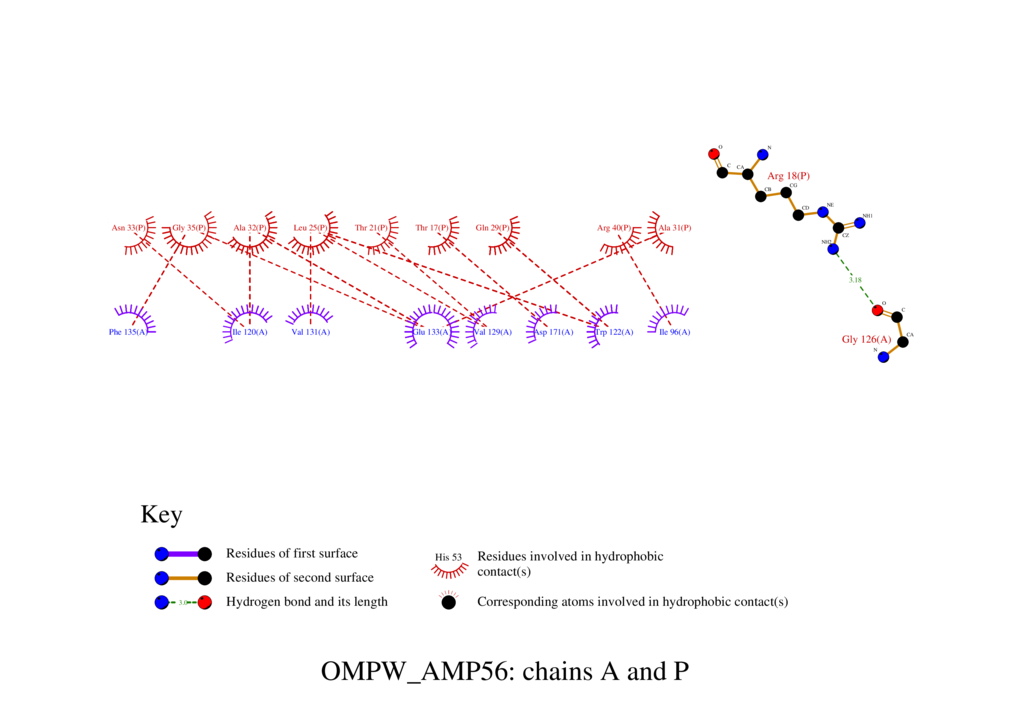 O
N
C
CA
Arg 18(P)
CG
CB
CD
NE
NH1
CZ
NH2
Asn 33(P)
Gly 35(P)
Ala 32(P)
Leu 25(P)
Thr 21(P)
Thr 17(P)
Gln 29(P)
Arg 40(P)
Ala 31(P)
3.18
O
C
Gly 126(A)
CA
N
Phe 135(A)
Ile 120(A)
Val 131(A)
Glu 133(A)
Val 129(A)
Asp 171(A)
Trp 122(A)
Ile 96(A)
Key
Residues of first surface
Residues of second surface
3.0
Hydrogen bond and its length
His 53
Residues involved in hydrophobic
contact(s)
Corresponding atoms involved in hydrophobic contact(s)
OMPW_AMP56: chains A and P